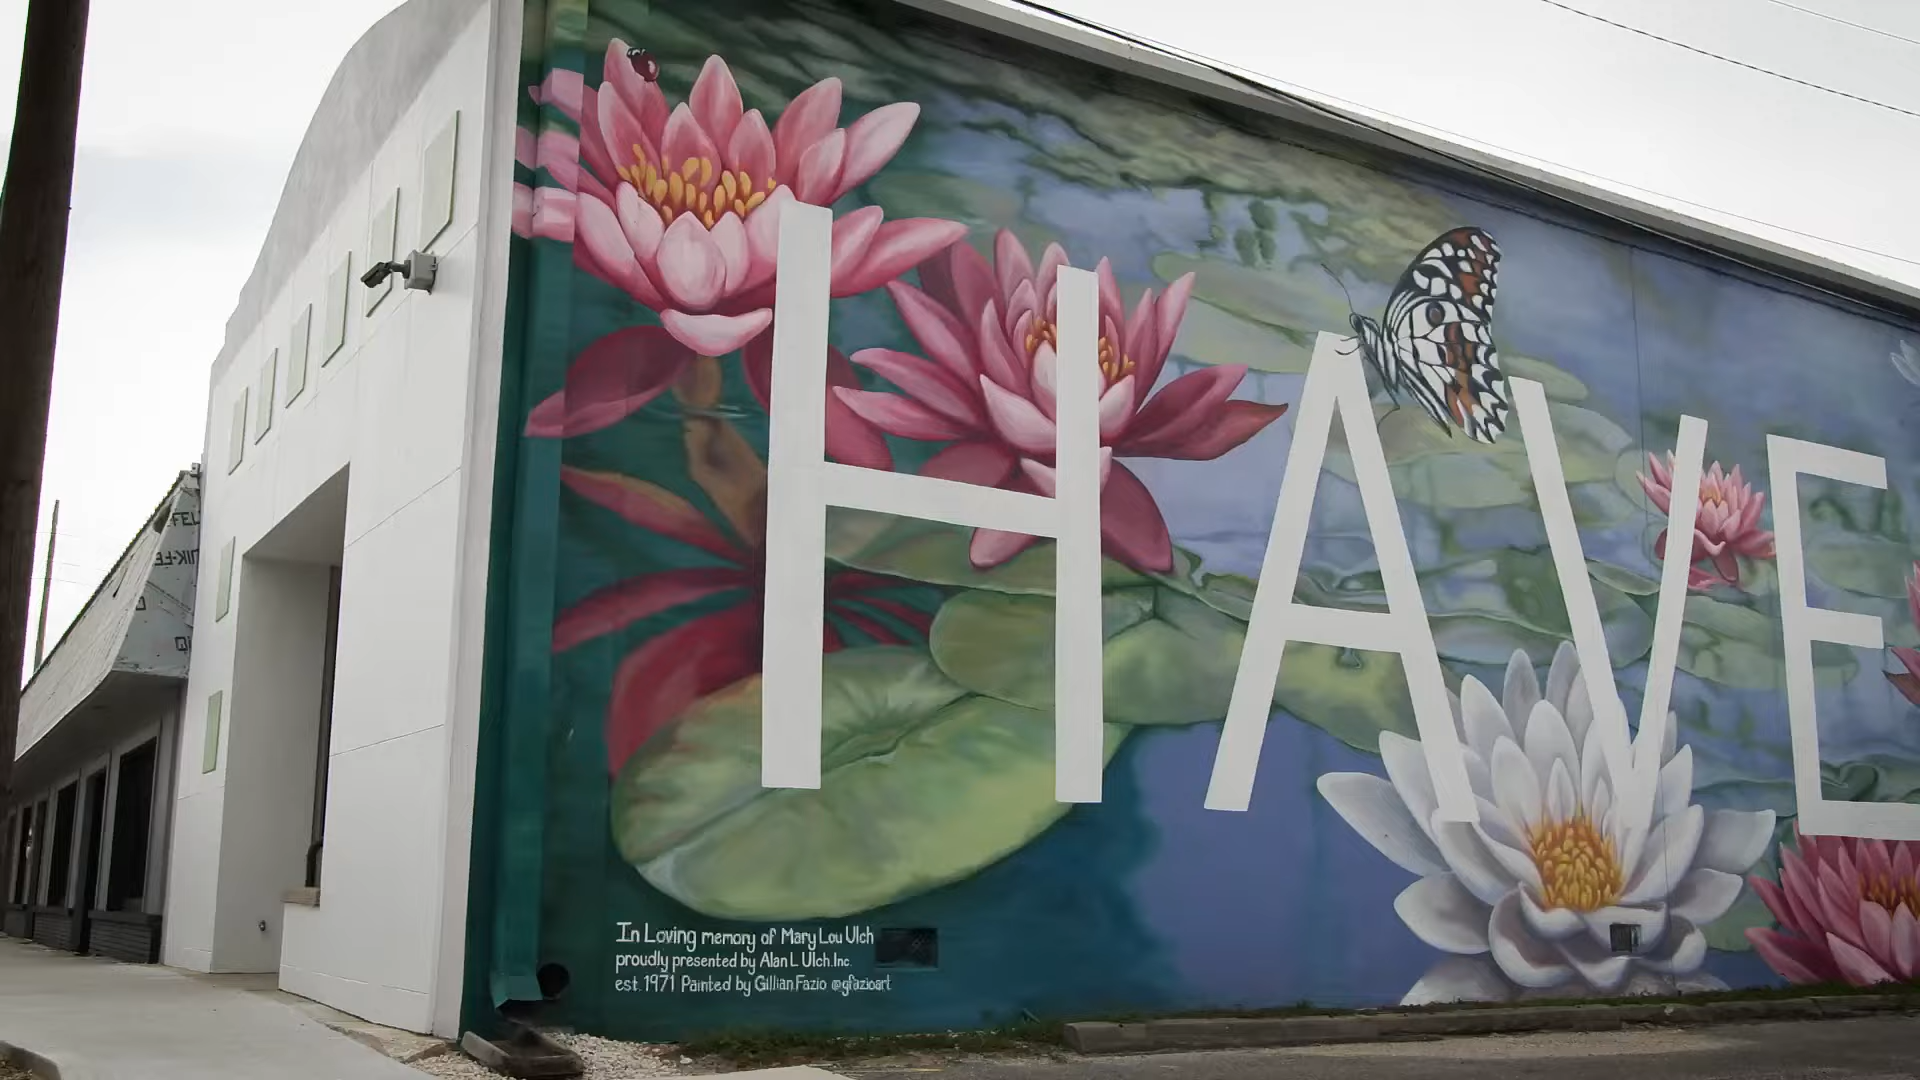 HAVE
In Loving memory of Mary Lou Ulch
proudly presented by Alan L Ulch. Inc.
est. 1971 Painted by Gillian Fazio @gfazioart